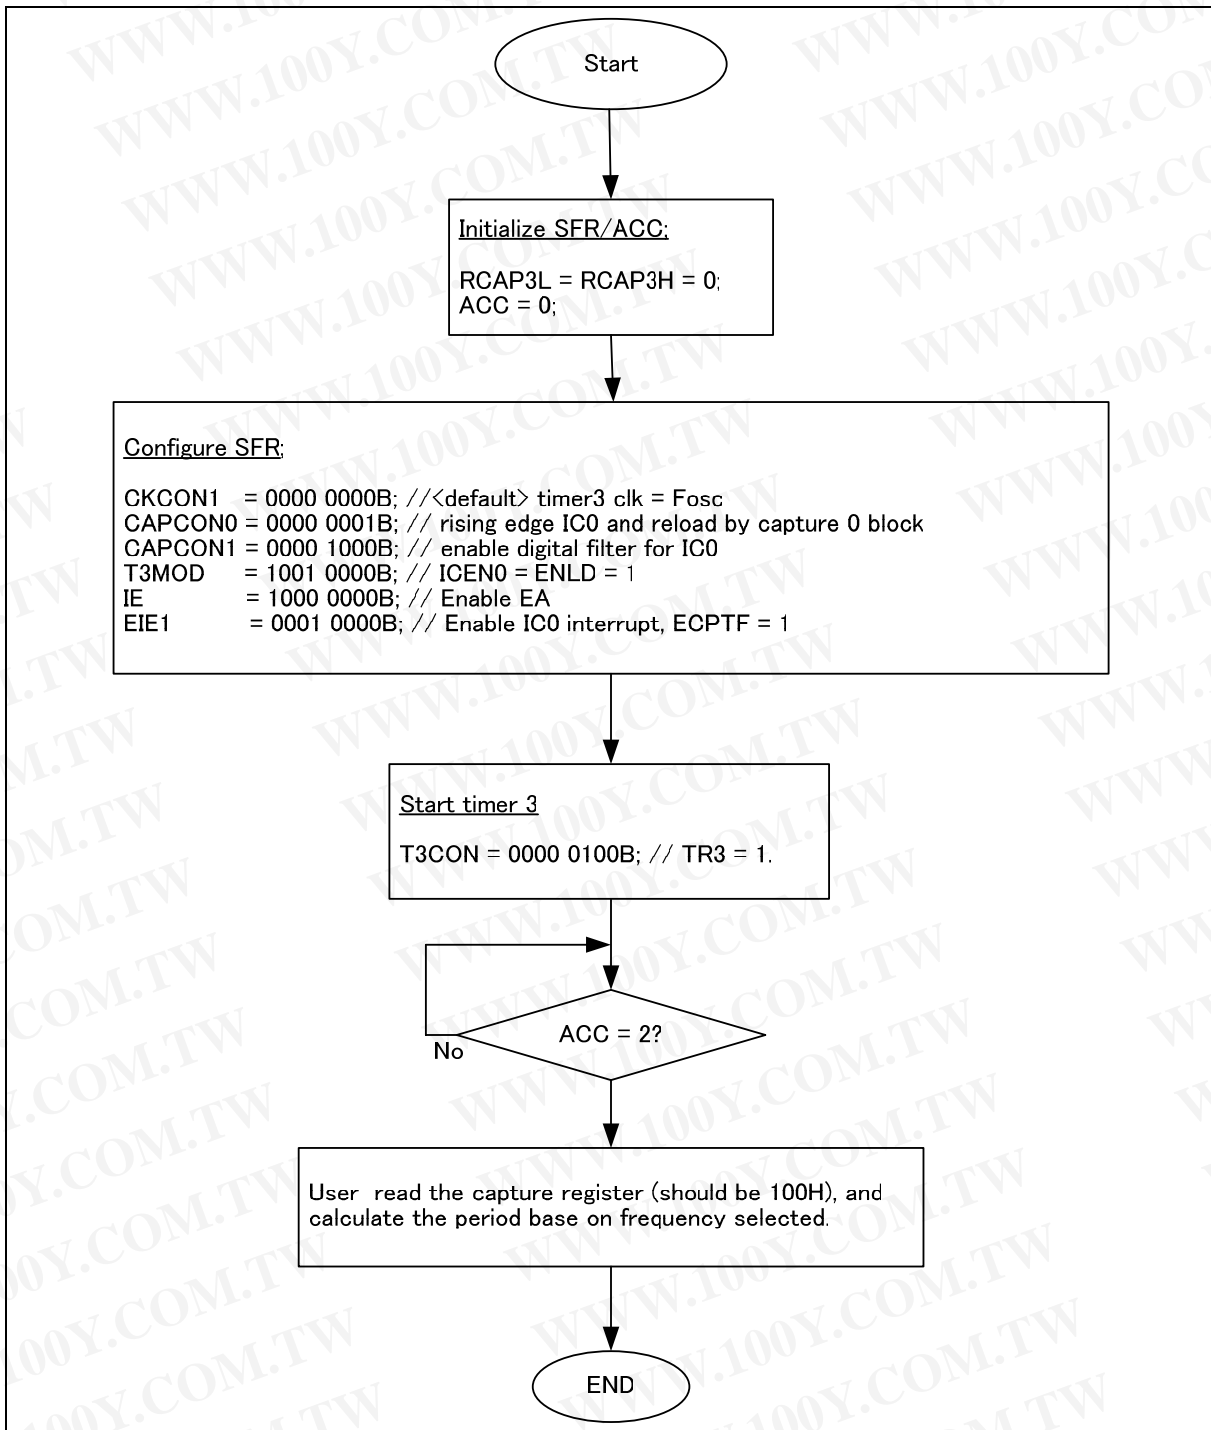 Start
Initialize SFR/ACC;
RCAP3L = RCAP3H = 0;
ACC = 0;
Configure SFR;
CKCON1 = 0000 0000B; //<default> timer3 clk = Fosc
CAPCON0 = 0000 0001B; // rising edge IC0 and reload by capture 0 block
CAPCON1 = 0000 1000B; // enable digital filter for IC0
T3MOD = 1001 0000B; // ICEN0 = ENLD = 1
IE = 1000 0000B; // Enable EA
EIE1 = 0001 0000B; // Enable IC0 interrupt, ECPTF = 1
Start timer 3
T3CON = 0000 0100B; // TR3 = 1.
ACC = 2?
No
User read the capture register (should be 100H), and
calculate the period base on frequency selected.
END
WWW.100Y.COM.TW